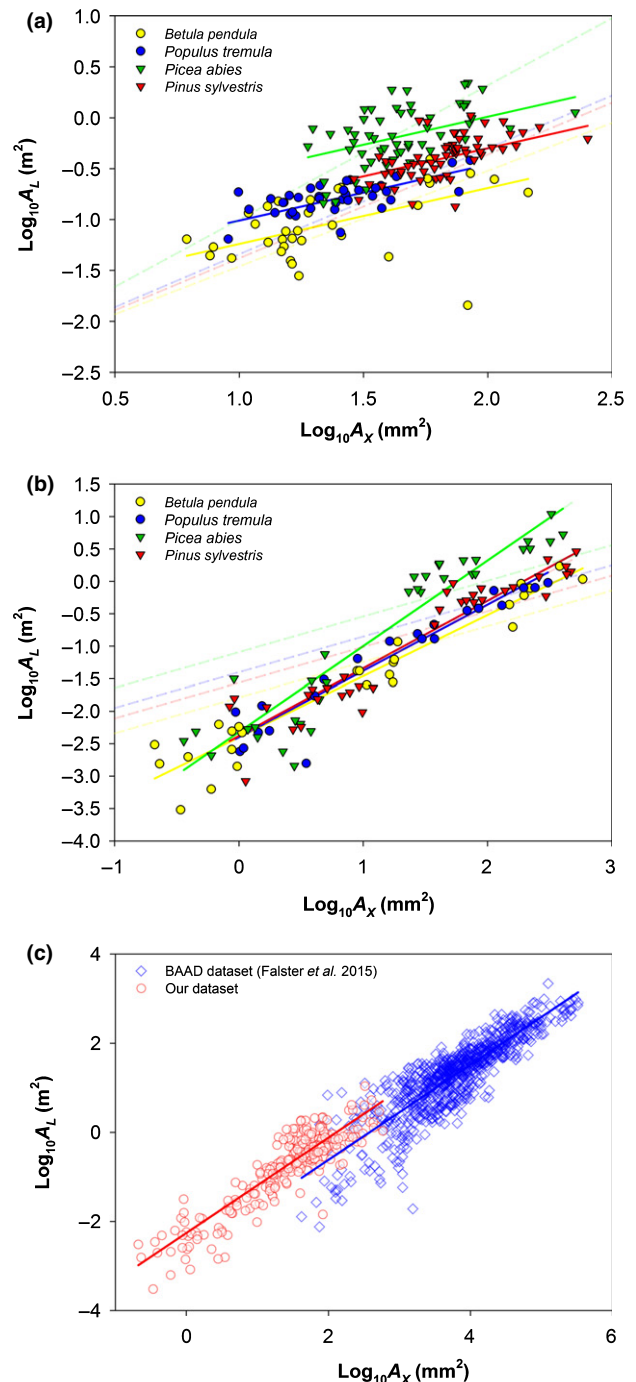 (a)
1.0
0.5
0.0
–0.5
–1.0
–1.5
–2.0
–2.5
Log10AL (m2)
Betula pendula
Populus tremula
Picea abies
Pinus sylvestris
0.5 1.0 1.5 2.0 2.5
Log10AX (mm2)
(b)
1.5
1.0
0.5
0.0
–0.5
–1.0
–1.5
–2.0
–2.5
–3.0
–3.5
–4.0
Log10AL (m2)
Betula pendula
Populus tremula
Picea abies
Pinus sylvestris
–1 0 1 2 3
Log10AX (mm2)
(c)
4
2
0
–2
–4
Log10AL (m2)
BAAD dataset (Falster et al. 2015)
Our dataset
0 2 4 6
Log10AX (mm2)